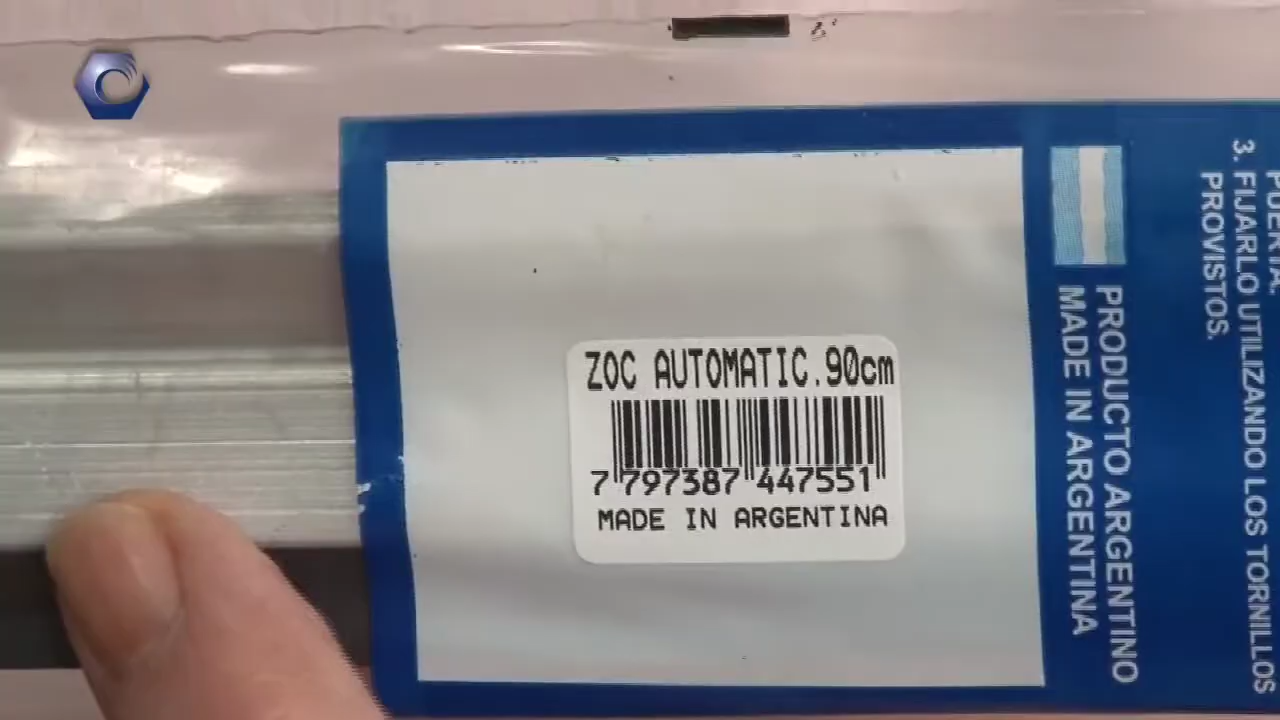 ZOC AUTOMATIC.90cm
7 797387 447551
MADE IN ARGENTINA
PRODUCTO ARGENTINO
MADE IN ARGENTINA
PUERTA.
3. FIJARLO UTILIZANDO LOS TORNILLOS
PROVISTOS.